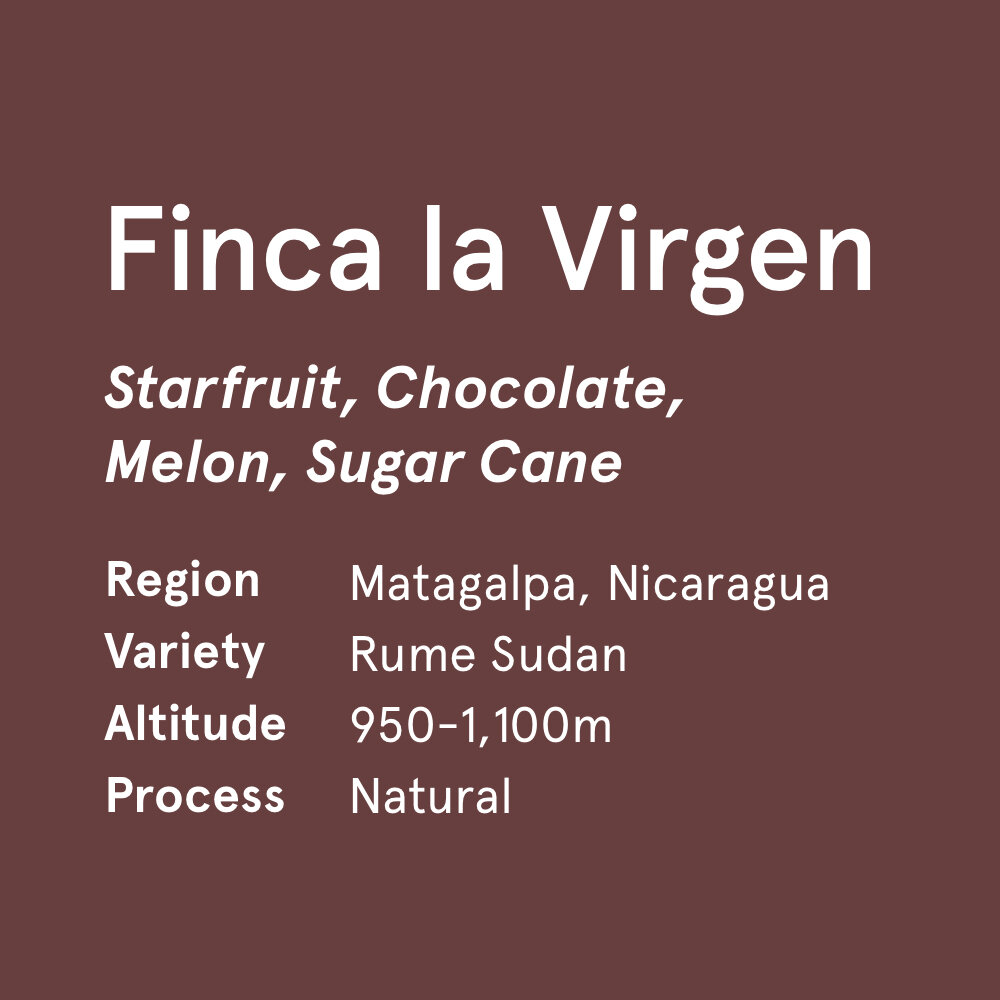 Finca la Virgen
Starfruit, Chocolate,
Melon, Sugar Cane
Region Matagalpa, Nicaragua
Variety Rume Sudan
Altitude 950–1,100m
Process Natural